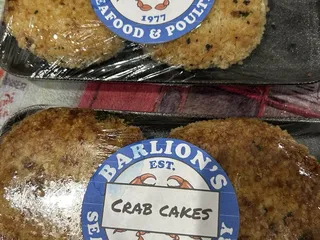 1977
SEAFOOD & POULTRY
BARLION'S
EST.
CRAB CAKES